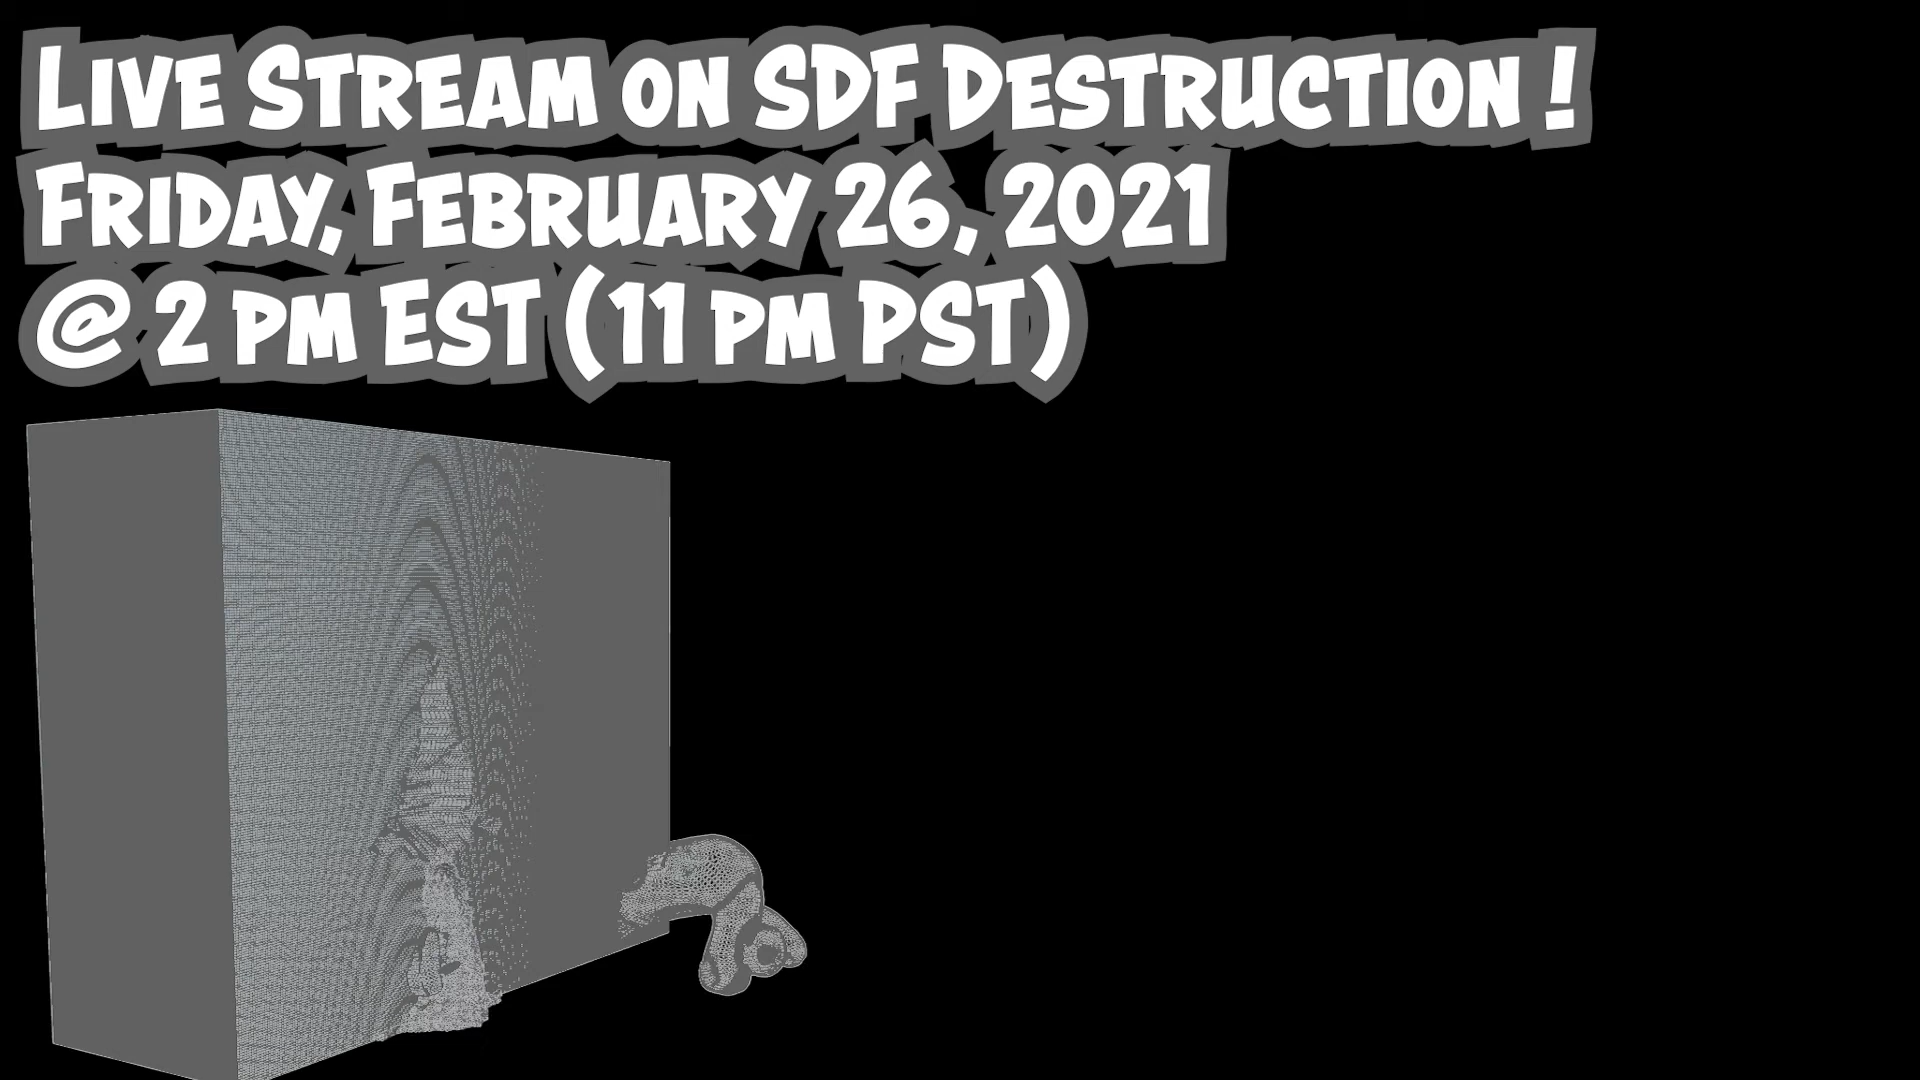 Live Stream on SDF Destruction !
Friday, February 26, 2021
@ 2 pm EST (11 pm PST)